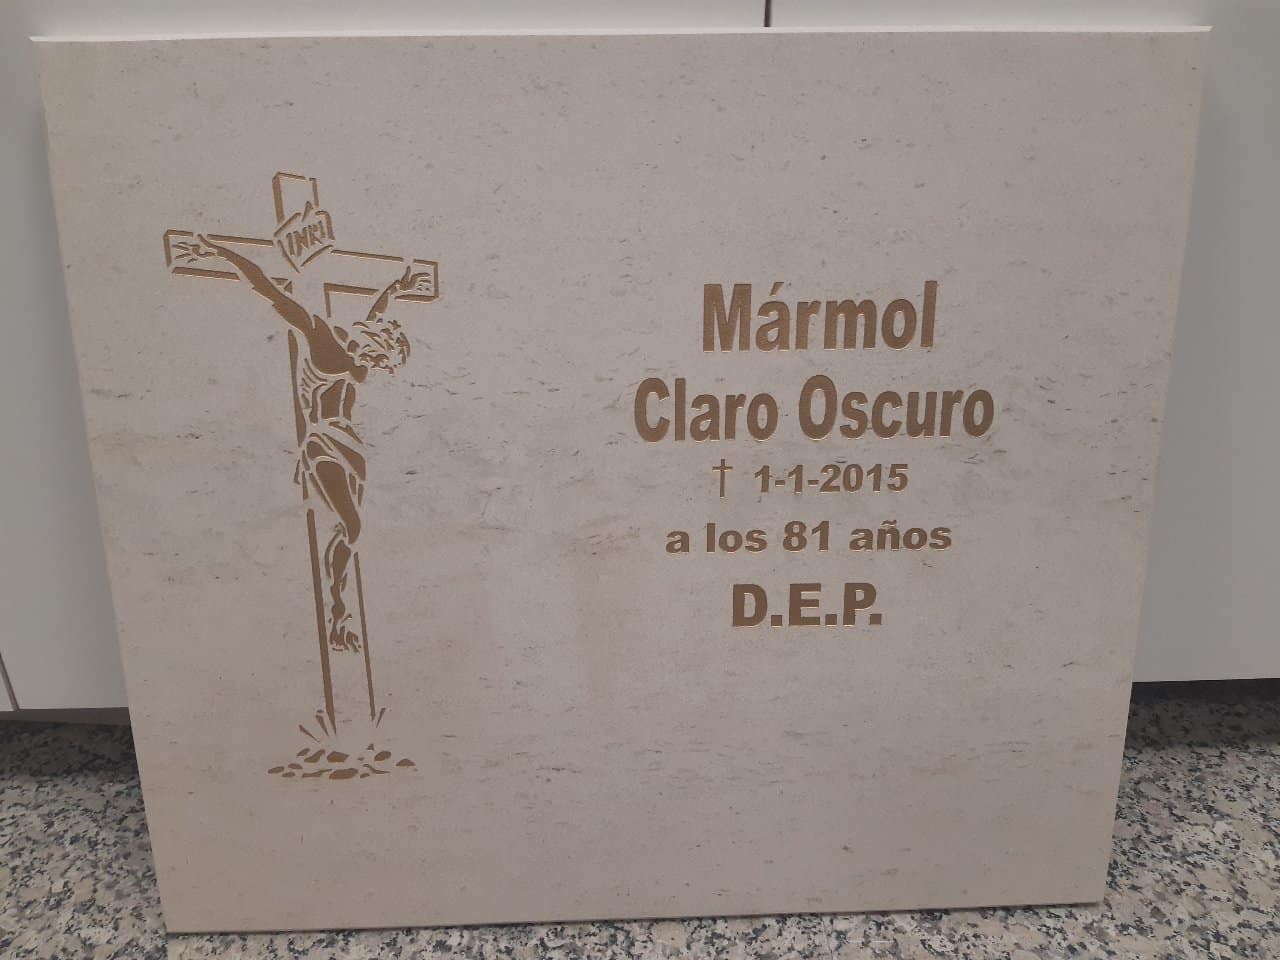 INRI
Mármol
Claro Oscuro
† 1-1-2015
a los 81 años
D.E.P.